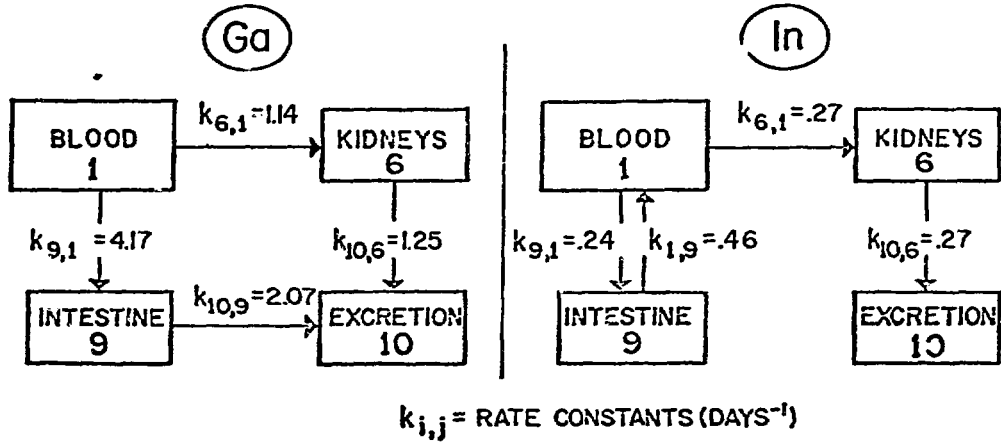 Ga
In
BLOOD
1
k6,1=1.14
KIDNEYS
6
k9,1=4.17
k10,6=1.25
INTESTINE
9
k10,9=2.07
EXCRETION
10
BLOOD
1
k6,1=.27
KIDNEYS
6
k9,1=.24
k1,9=.46
k10,6=.27
INTESTINE
9
EXCRETION
10
ki,j= RATE CONSTANTS (DAYS-1)